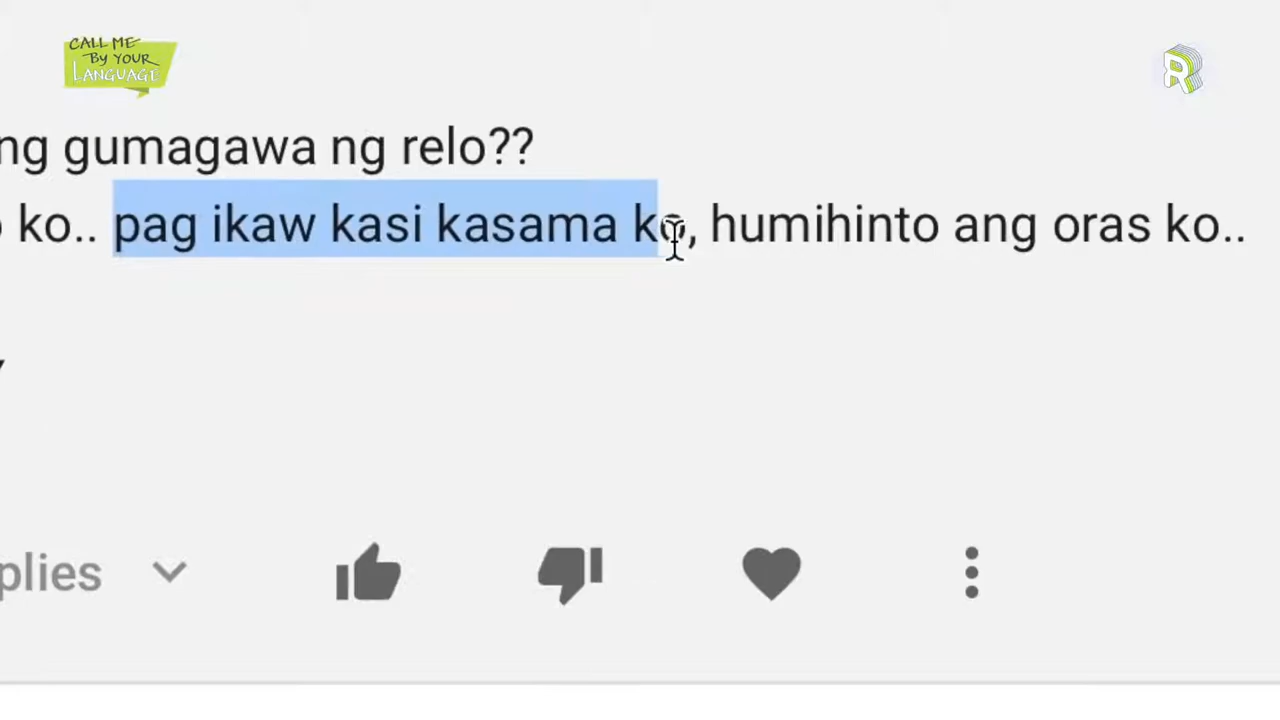 CALL ME
BY YOUR
LANGUAGE
R
ng gumagawa ng relo??
ko.. pag ikaw kasi kasama ko, humihinto ang oras ko..
plies